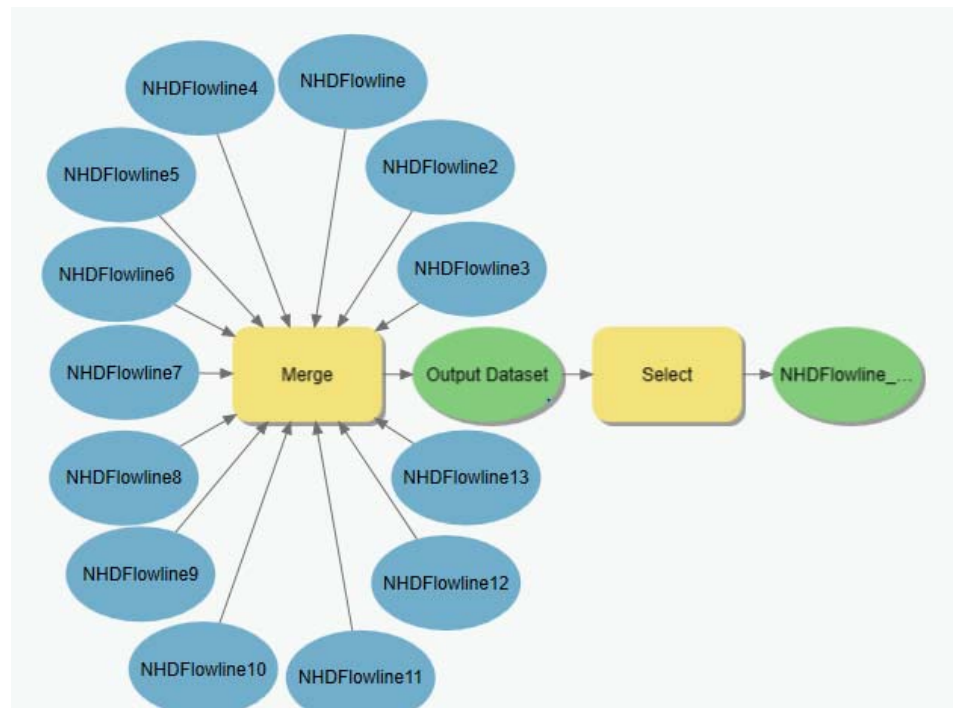 NHDFlowline4
NHDFlowline
NHDFlowline5
NHDFlowline2
NHDFlowline6
NHDFlowline3
NHDFlowline7
Merge
Output Dataset
Select
NHDFlowline_...
NHDFlowline8
NHDFlowline13
NHDFlowline9
NHDFlowline12
NHDFlowline10
NHDFlowline11